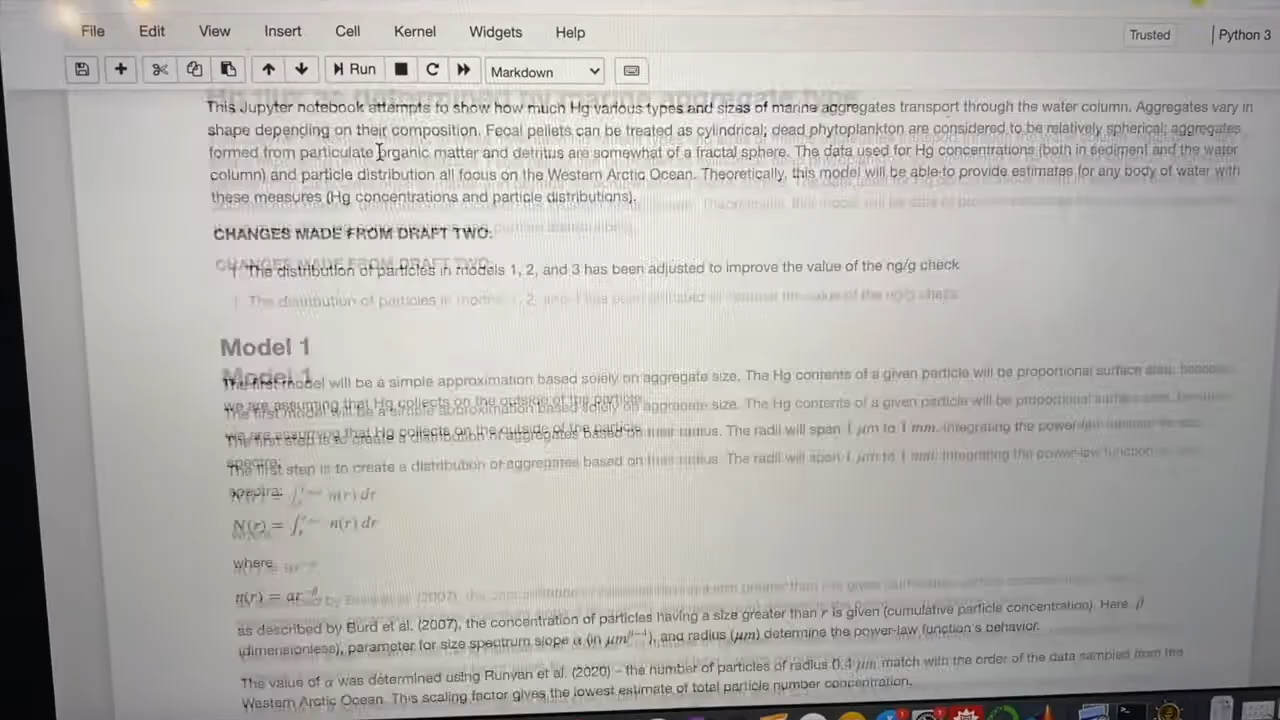 File Edit View Insert Cell Kernel Widgets Help Trusted Python 3
Run Markdown
This Jupyter notebook attempts to show how much Hg various types and sizes of marine aggregates transport through the water column. Aggregates vary in
shape depending on their composition. Fecal pellets can be treated as cylindrical; dead phytoplankton are considered to be relatively spherical; aggregates
formed from particulate organic matter and detritus are somewhat of a fractal sphere. The data used for Hg concentrations (both in sediment and the water
column) and particle distribution all focus on the Western Arctic Ocean. Theoretically, this model will be able to provide estimates for any body of water with
these measures (Hg concentrations and particle distributions).
CHANGES MADE FROM DRAFT TWO:
The distribution of particles in models 1, 2, and 3 has been adjusted to improve the value of the ng/g check
Model 1
The first model will be a simple approximation based solely on aggregate size. The Hg contents of a given particle will be proportional surface area,
we are assuming that Hg collects on the outside of the particle
The first step is to create a distribution of aggregates based on their radius. The radii will span 1 μm to 1 mm. Integrating the power-law function
spectra:
N(r) = ∫ n(r) dr
where
n(r) = ar^-β
as described by Burd et al. (2007), the concentration of particles having a size greater than r is given (cumulative particle concentration). Here β
(dimensionless), parameter for size spectrum slope α (in μm^β−4), and radius (μm) determine the power-law function's behavior.
The value of α was determined using Runyan et al. (2020) - the number of particles of radius 0.4 μm match with the order of the data sampled from the
Western Arctic Ocean. This scaling factor gives the lowest estimate of total particle number concentration.